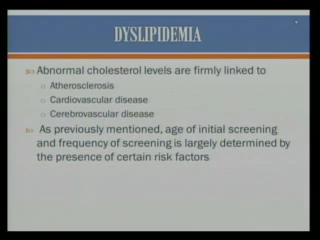 DYSLIPIDEMIA
Abnormal cholesterol levels are firmly linked to
Atherosclerosis
Cardiovascular disease
Cerebrovascular disease
As previously mentioned, age of initial screening
and frequency of screening is largely determined by
the presence of certain risk factors